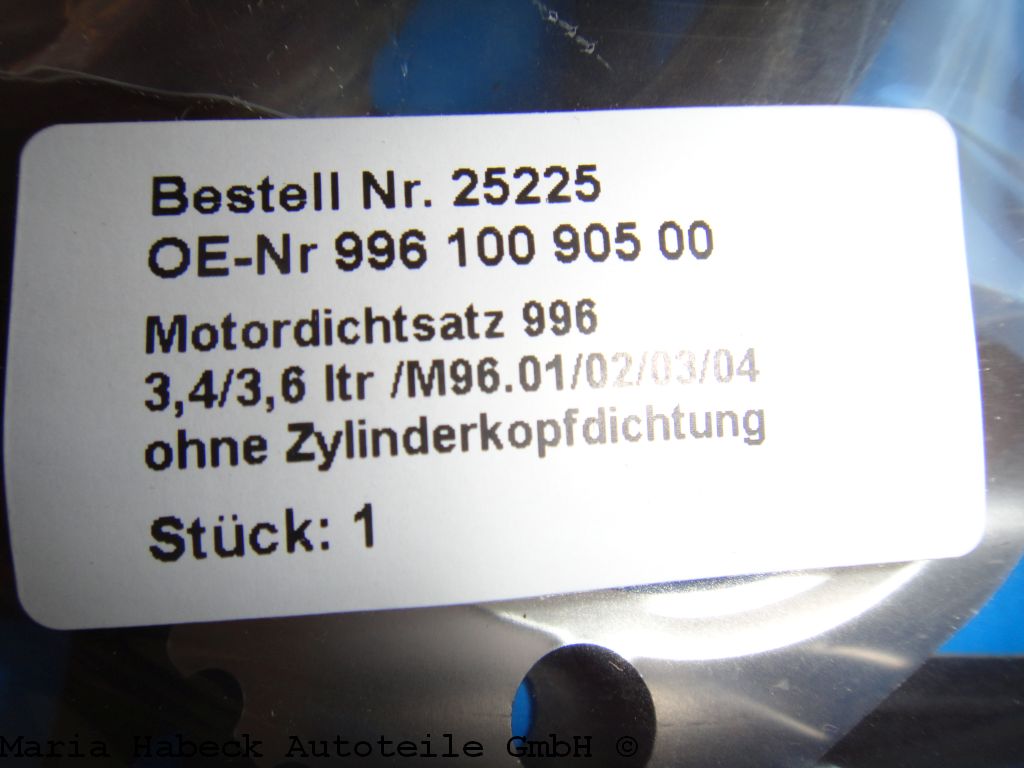 Bestell Nr. 25225
OE-Nr 996 100 905 00
Motordichtsatz 996
3,4/3,6 ltr /M96.01/02/03/04
ohne Zylinderkopfdichtung
Stück: 1
Maria Habeck Autoteile GmbH ©